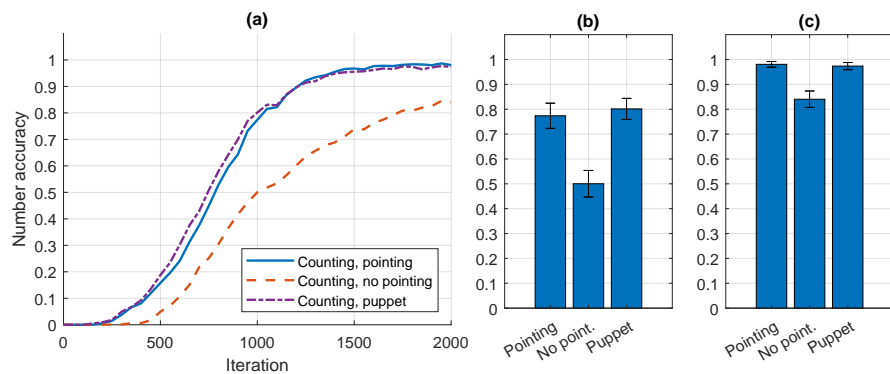 (a)
Number accuracy
1
0.9
0.8
0.7
0.6
0.5
0.4
0.3
0.2
0.1
0
0
500
1000
1500
2000
Iteration
Counting, pointing
Counting, no pointing
Counting, puppet
(b)
1
0.9
0.8
0.7
0.6
0.5
0.4
0.3
0.2
0.1
0
Pointing
No point.
Puppet
(c)
1
0.9
0.8
0.7
0.6
0.5
0.4
0.3
0.2
0.1
0
Pointing
No point.
Puppet